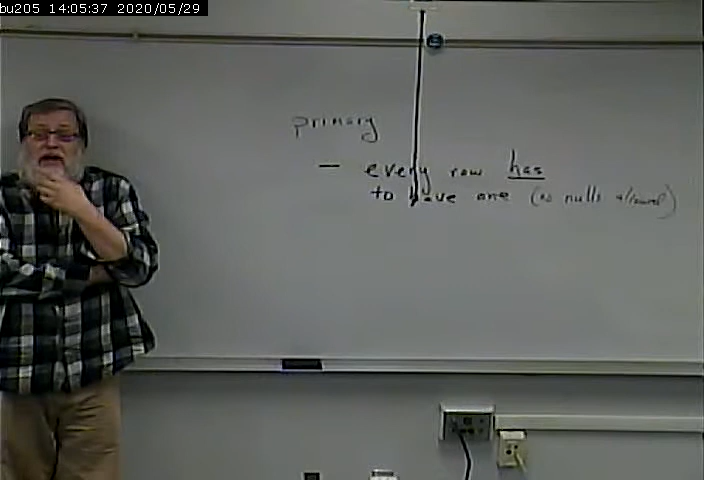 bu205 14:05:37 2020/05/29
primary
— every row has
to have one (no nulls allowed)